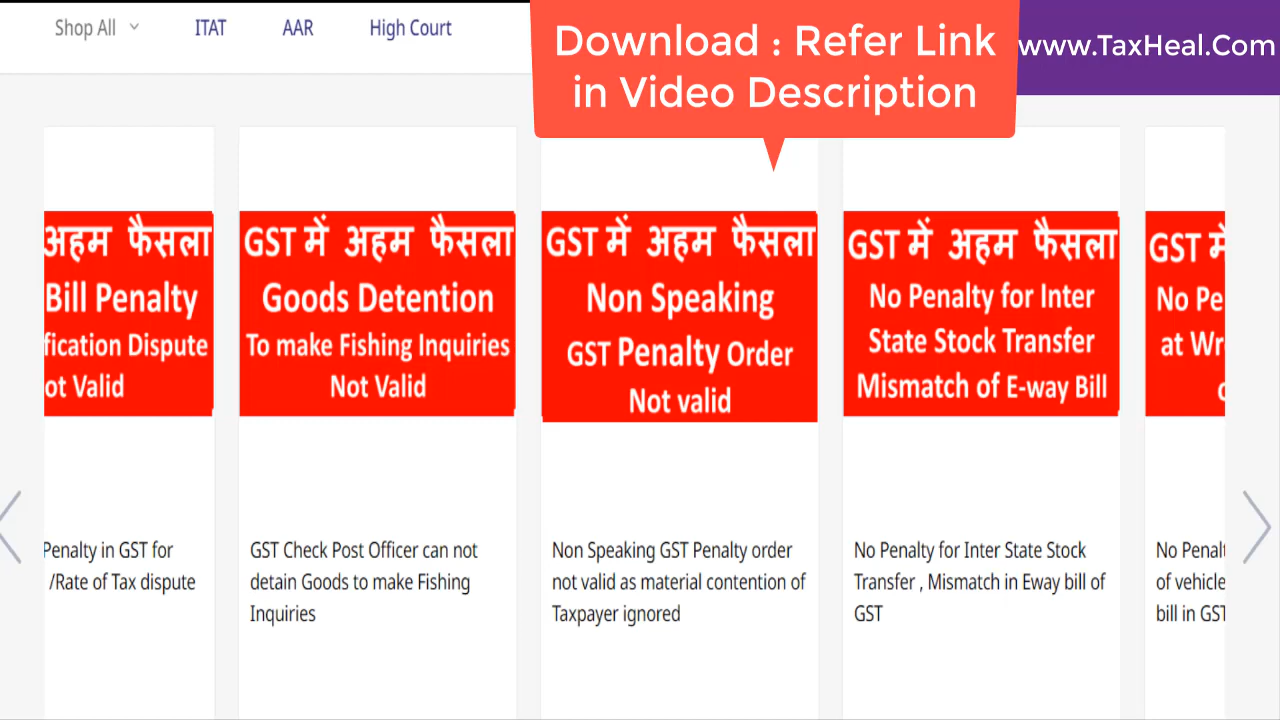 Shop All
ITAT
AAR
High Court
Download : Refer Link
in Video Description
www.TaxHeal.Com
अहम फैसला
Bill Penalty
fication Dispute
ot Valid
GST में अहम फैसला
Goods Detention
To make Fishing Inquiries
Not Valid
GST में अहम फैसला
Non Speaking
GST Penalty Order
Not valid
GST में अहम फैसला
No Penalty for Inter
State Stock Transfer
Mismatch of E-way Bill
GST में
No Pe
at Wr
Penalty in GST for
/Rate of Tax dispute
GST Check Post Officer can not
detain Goods to make Fishing
Inquiries
Non Speaking GST Penalty order
not valid as material contention of
Taxpayer ignored
No Penalty for Inter State Stock
Transfer , Mismatch in Eway bill of
GST
No Penalt
of vehicle
bill in GST